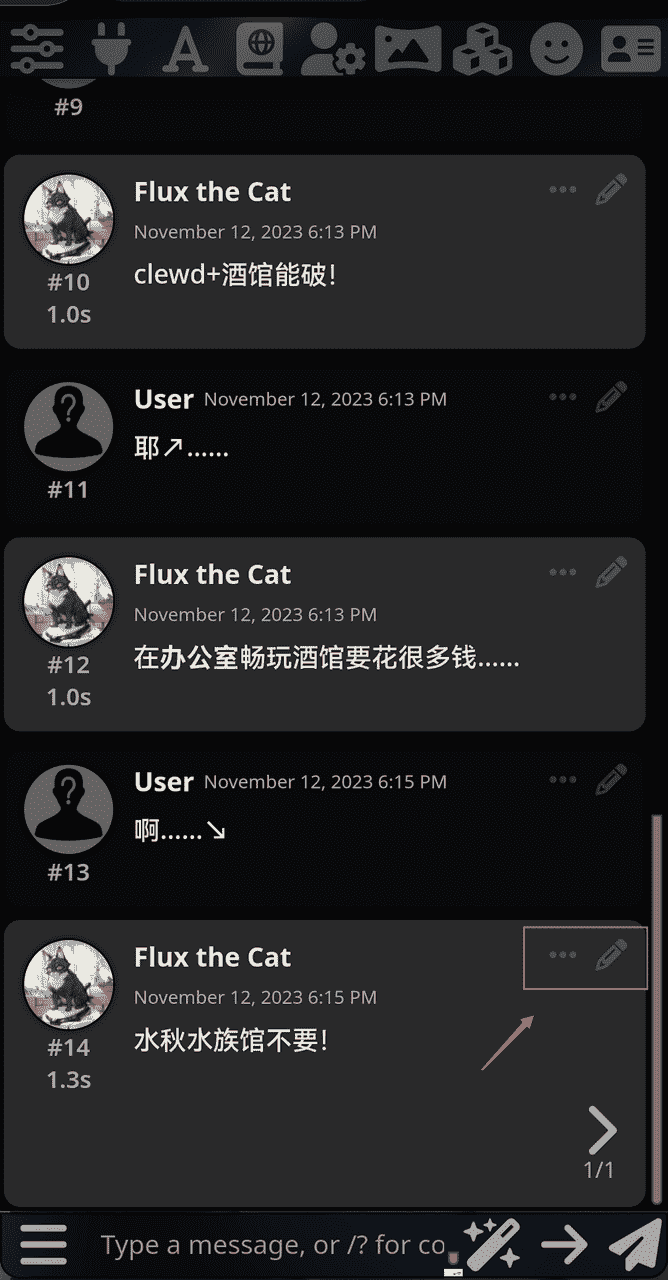 #9
Flux the Cat
November 12, 2023 6:13 PM
clewd+酒馆能破！
#10
1.0s
User November 12, 2023 6:13 PM
耶↗……
#11
Flux the Cat
November 12, 2023 6:13 PM
在办公室畅玩酒馆要花很多钱……
#12
1.0s
User November 12, 2023 6:15 PM
啊……↘
#13
Flux the Cat
November 12, 2023 6:15 PM
水秋水族馆不要！
#14
1.3s
1/1
Type a message, or /? for co